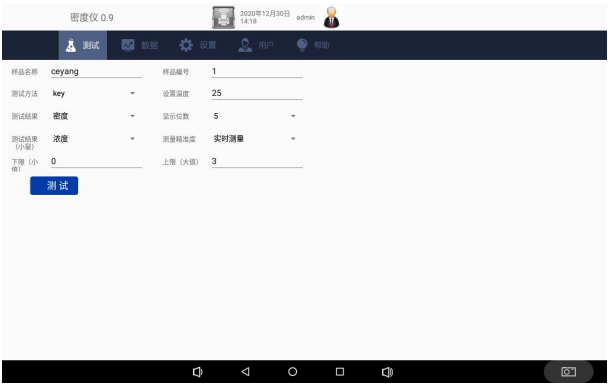 密度仪 0.9
2020年12月30日
14:18
admin
测试 数据 设置 用户 帮助
样品名称 ceyang 样品编号 1
测试方法 key 设置温度 25
测试结果 密度 显示位数 5
测试结果（小窗） 浓度 测量精准度 实时测量
下限（小值） 0 上限（大值） 3
测 试